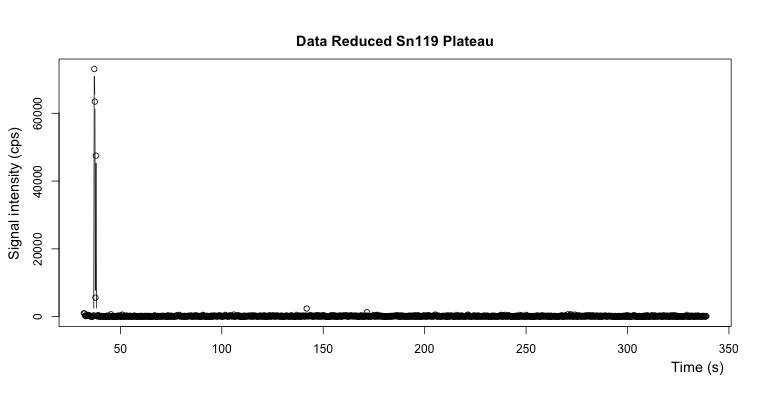 Data Reduced Sn119 Plateau
Signal intensity (cps)
60000
40000
20000
0
50 100 150 200 250 300 350
Time (s)